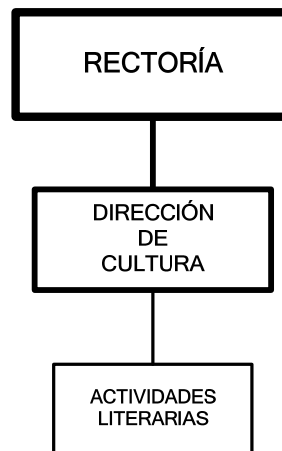 RECTORÍA
DIRECCIÓN
DE
CULTURA
ACTIVIDADES
LITERARIAS